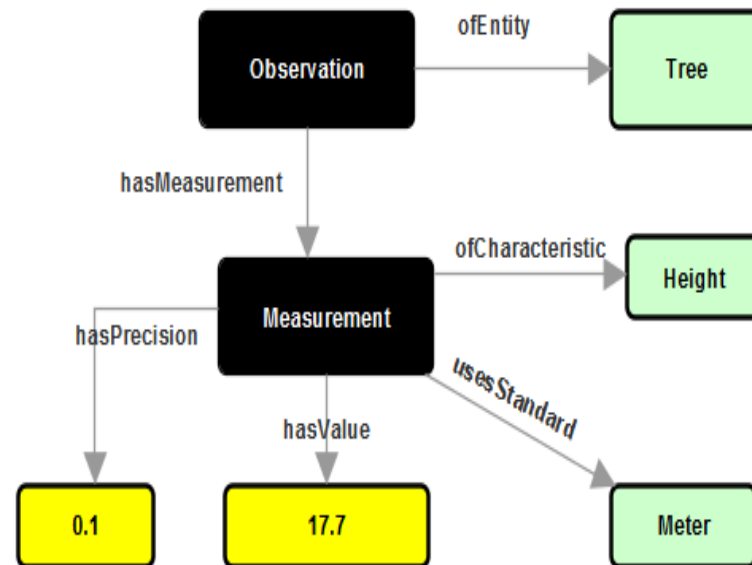 ofEntity
Observation
Tree
hasMeasurement
ofCharacteristic
Height
Measurement
hasPrecision
usesStandard
hasValue
0.1
17.7
Meter